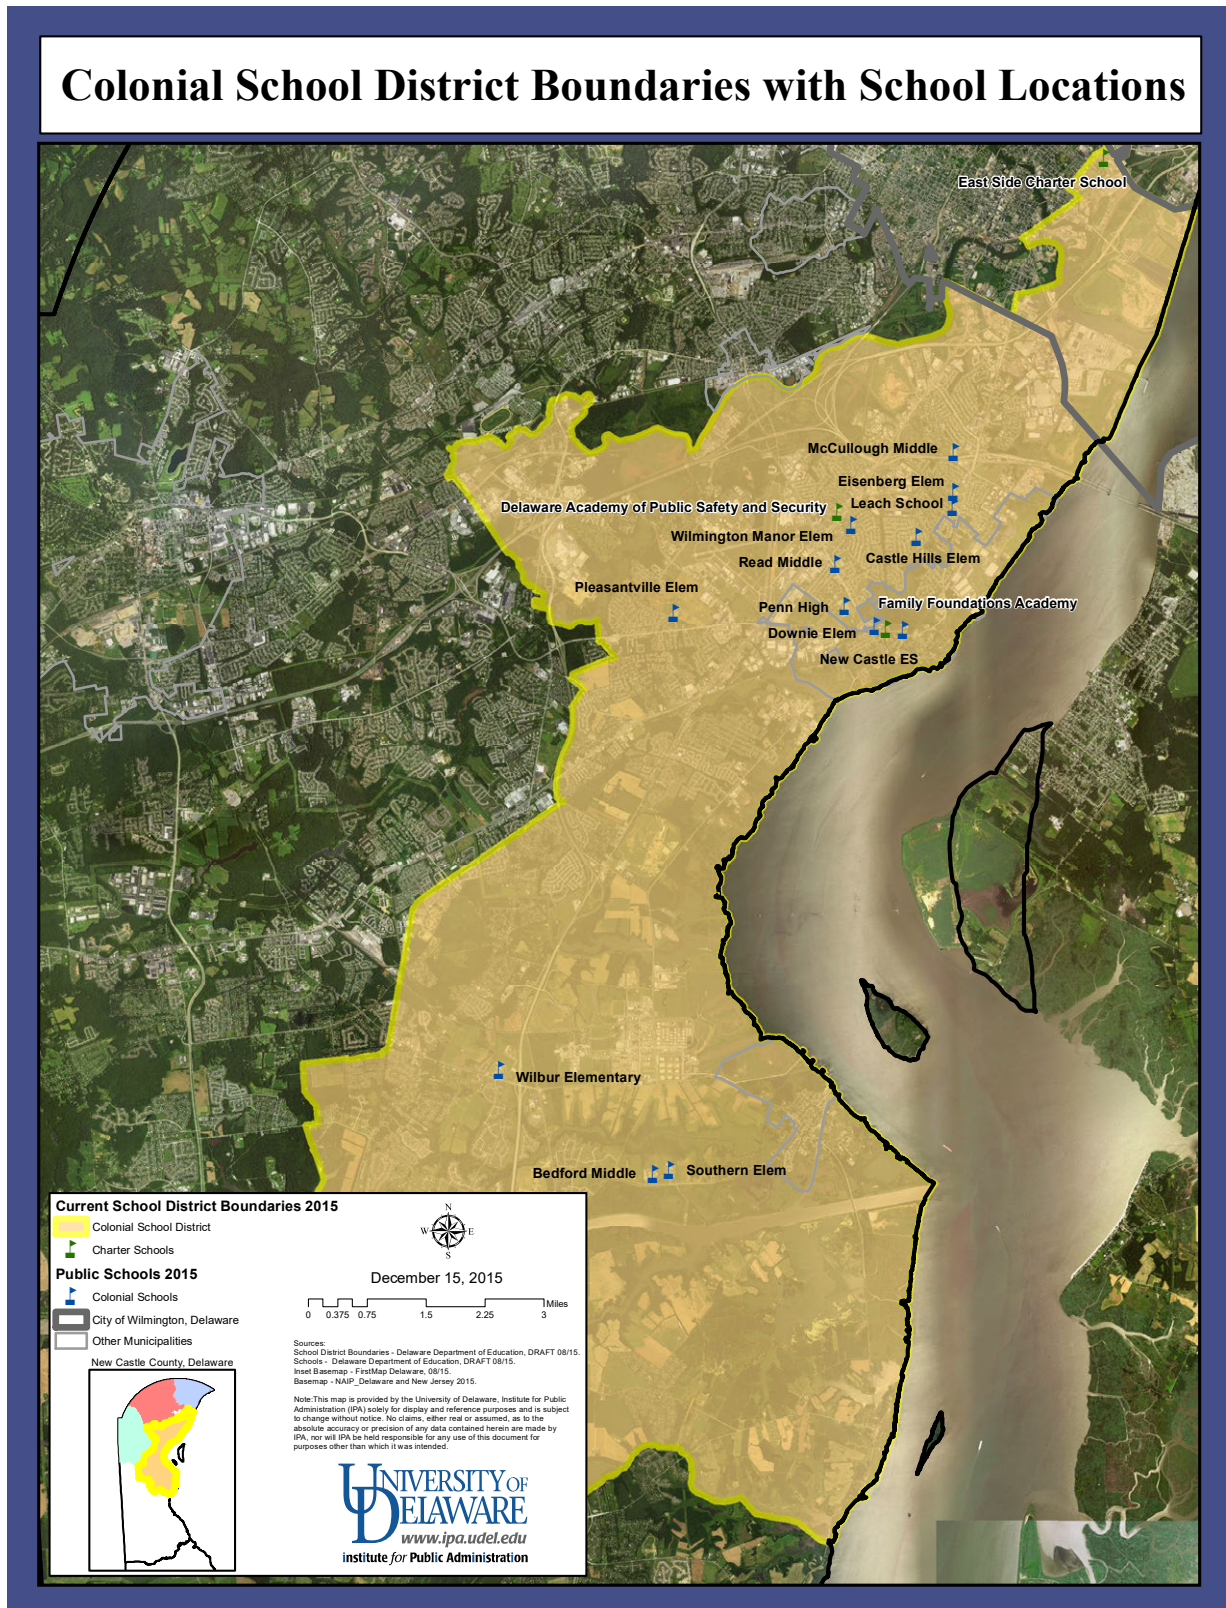 Colonial School District Boundaries with School Locations
East Side Charter School
McCullough Middle
Eisenberg Elem
Leach School
Delaware Academy of Public Safety and Security
Wilmington Manor Elem
Castle Hills Elem
Read Middle
Pleasantville Elem
Penn High
Family Foundations Academy
Downie Elem
New Castle ES
Wilbur Elementary
Bedford Middle
Southern Elem
Current School District Boundaries 2015
Colonial School District
Charter Schools
Public Schools 2015
Colonial Schools
City of Wilmington, Delaware
Other Municipalities
New Castle County, Delaware
N
W E
S
December 15, 2015
Miles
0 0.375 0.75 1.5 2.25 3
Sources:
School District Boundaries - Delaware Department of Education, DRAFT 08/15.
Schools - Delaware Department of Education, DRAFT 08/15.
Inset Basemap - FirstMap Delaware, 08/15.
Basemap - NAIP_Delaware and New Jersey 2015.
Note:This map is provided by the University of Delaware, Institute for Public
Administration (IPA) solely for display and reference purposes and is subject
to change without notice. No claims, either real or assumed, as to the
absolute accuracy or precision of any data contained herein are made by
IPA, nor will IPA be held responsible for any use of this document for
purposes other than which it was intended.
UNIVERSITY OF
DELAWARE
www.ipa.udel.edu
institute for Public Administration